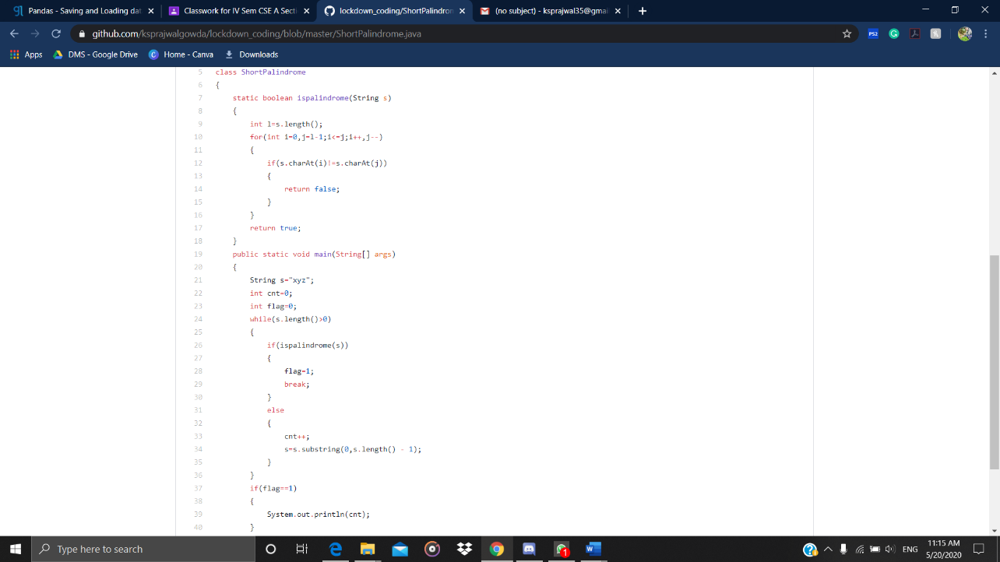 Pandas - Saving and Loading dat
Classwork for IV Sem CSE A Secti
lockdown_coding/ShortPalindrom
(no subject) - ksprajwal35@gmai
github.com/ksprajwalgowda/lockdown_coding/blob/master/ShortPalindrome.java
Apps
DMS - Google Drive
Home - Canva
Downloads
5 class ShortPalindrome
6 {
7 static boolean ispalindrome(String s)
8 {
9 int l=s.length();
10 for(int i=0,j=l-1;i<=j;i++,j--)
11 {
12 if(s.charAt(i)!=s.charAt(j))
13 {
14 return false;
15 }
16 }
17 return true;
18 }
19 public static void main(String[] args)
20 {
21 String s="xyz";
22 int cnt=0;
23 int flag=0;
24 while(s.length()>0)
25 {
26 if(ispalindrome(s))
27 {
28 flag=1;
29 break;
30 }
31 else
32 {
33 cnt++;
34 s=s.substring(0,s.length() - 1);
35 }
36 }
37 if(flag==1)
38 {
39 System.out.println(cnt);
40 }
Type here to search
ENG
11:15 AM
5/20/2020